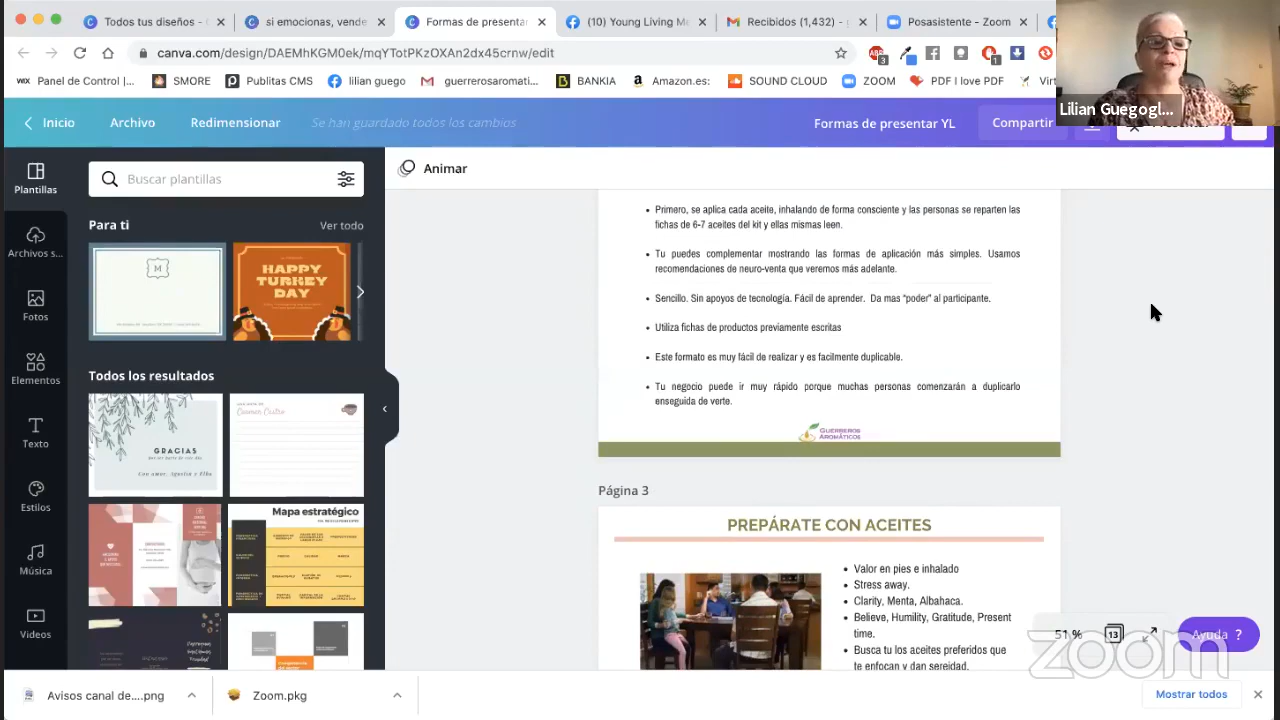 Todos tus diseños - C
si emociones, vende
Formas de presentar
(10) Young Living Me
Recibidos (1,432) - g
Posasistente - Zoom
canva.com/design/DAEMhKGM0ek/mqYTotPKzOXAn2dx45crnw/edit
Panel de Control |...
SMORE
Publitas CMS
lilian guego
guerrerosaromati...
BANKIA
Amazon.es:
SOUND CLOUD
ZOOM
PDF I love PDF
Virt
Lilian Guegogl...
Inicio
Archivo
Redimensionar
Se han guardado todos los cambios
Formas de presentar YL
Compartir
Plantillas
Buscar plantillas
Animar
Para ti
Ver todo
Archivos s...
M
HAPPY
TURKEY
DAY
Fotos
Elementos
Todos los resultados
Carmen Castro
GRACIAS
Con amor, Agustín y Elba
Texto
Estilos
Mapa estratégico
Música
Videos
• Primero, se aplica cada aceite, inhalando de forma consciente y las personas se reparten las
fichas de 6-7 aceites del kit y ellas mismas leen.
• Tu puedes complementar mostrando las formas de aplicación más simples. Usamos
recomendaciones de neuro-venta que veremos más adelante.
• Sencillo. Sin apoyos de tecnología. Fácil de aprender. Da mas “poder” al participante.
• Utiliza fichas de productos previamente escritas
• Este formato es muy fácil de realizar y es facilmente duplicable.
• Tu negocio puede ir muy rápido porque muchas personas comenzarán a duplicarlo
enseguida de verte.
GUERREROS
AROMÁTICOS
Página 3
PREPÁRATE CON ACEITES
• Valor en pies e inhalado
• Stress away.
• Clarity, Menta, Albahaca.
• Believe, Humility, Gratitude, Present
time.
• Busca tu los aceites preferidos que
te enfocan y dan sereidad.
51 %
13
Ayuda ?
zoom
Avisos canal de....png
Zoom.pkg
Mostrar todos